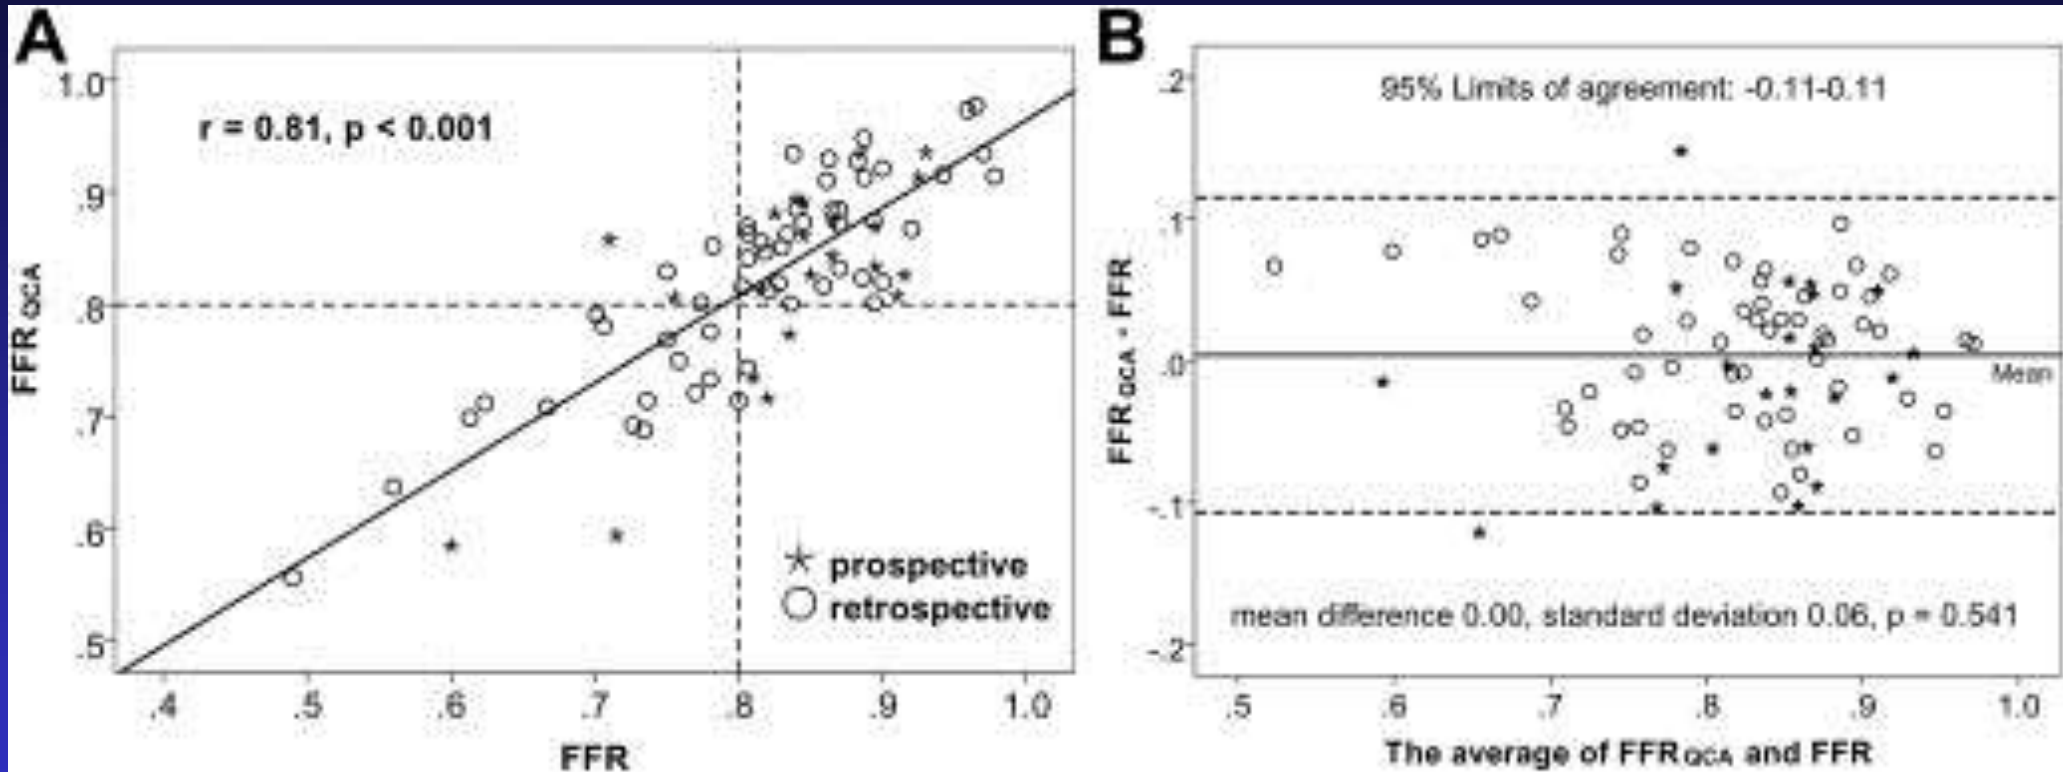 A
r = 0.81, p < 0.001
FFR QCA
1.0
.9
.8
.7
.6
.5
prospective
retrospective
.4 .5 .6 .7 .8 .9 1.0
FFR
B
95% Limits of agreement: -0.11-0.11
FFR QCA - FFR
.2
.1
.0
-.1
-.2
Mean
mean difference 0.00, standard deviation 0.06, p = 0.541
.5 .6 .7 .8 .9 1.0
The average of FFR QCA and FFR